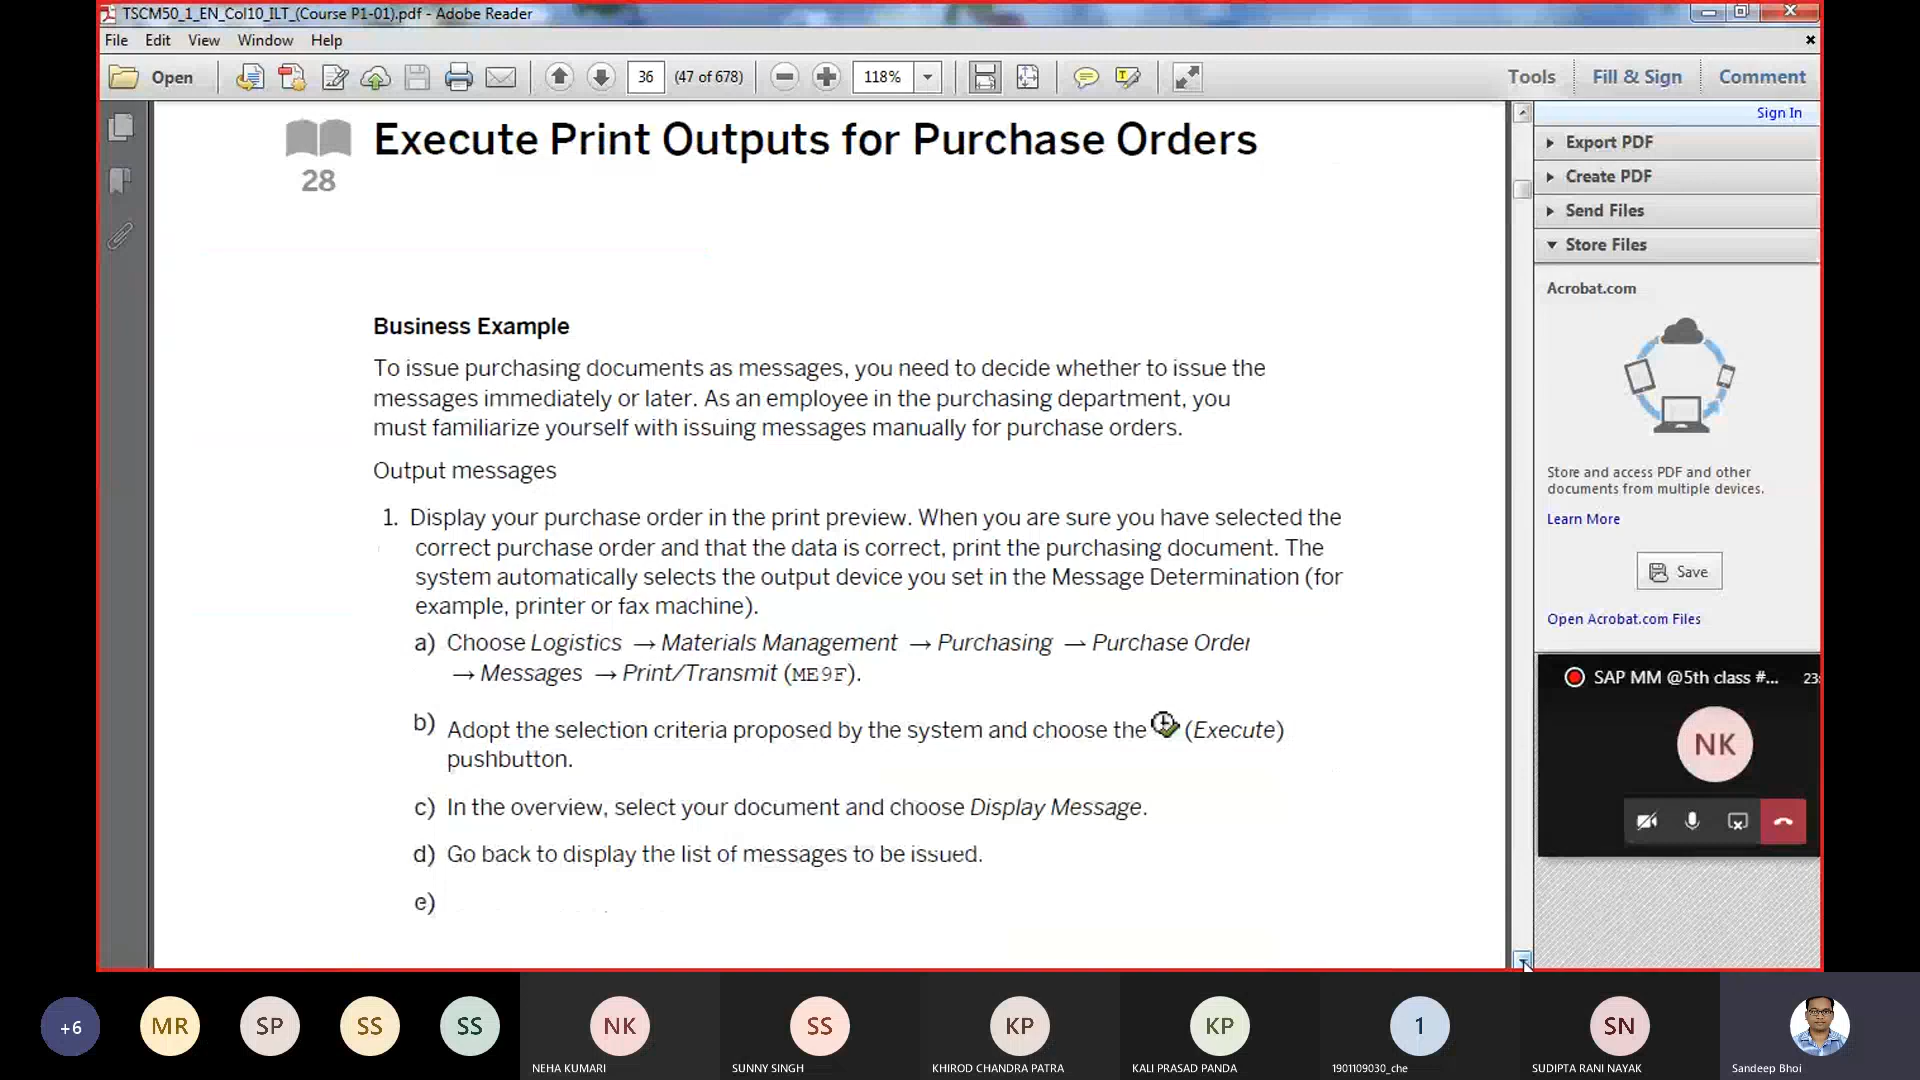 TSCM50_1_EN_Col10_ILT_(Course P1-01).pdf - Adobe Reader
File Edit View Window Help
Open 36 (47 of 678) 118% Tools Fill & Sign Comment
Sign In
Export PDF
Create PDF
Send Files
Store Files
Acrobat.com
Store and access PDF and other
documents from multiple devices.
Learn More
Save
Open Acrobat.com Files
Execute Print Outputs for Purchase Orders
28
Business Example
To issue purchasing documents as messages, you need to decide whether to issue the
messages immediately or later. As an employee in the purchasing department, you
must familiarize yourself with issuing messages manually for purchase orders.
Output messages
1. Display your purchase order in the print preview. When you are sure you have selected the
correct purchase order and that the data is correct, print the purchasing document. The
system automatically selects the output device you set in the Message Determination (for
example, printer or fax machine).
a) Choose Logistics → Materials Management → Purchasing → Purchase Order
→ Messages → Print/Transmit (ME9F).
b) Adopt the selection criteria proposed by the system and choose the (Execute)
pushbutton.
c) In the overview, select your document and choose Display Message.
d) Go back to display the list of messages to be issued.
e)
SAP MM @5th class #... 23:
NK
+6 MR SP SS SS NK SS KP KP 1 SN
NEHA KUMARI SUNNY SINGH KHIROD CHANDRA PATRA KALI PRASAD PANDA 1901109030_che SUDIPTA RANI NAYAK Sandeep Bhoi